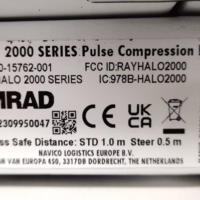 2000 SERIES Pulse Compression
0-15762-001 FCC ID:RAYHALO2000
HALO 2000 SERIES IC:978B-HALO2000
MRAD CE UK CA
2309950047
ss Safe Distance: STD 1.0 m Steer 0.5 m
NAVICO LOGISTICS EUROPE B.V.
AN EUROPA 450, 3317DB DORDRECHT, THE NETHERLANDS